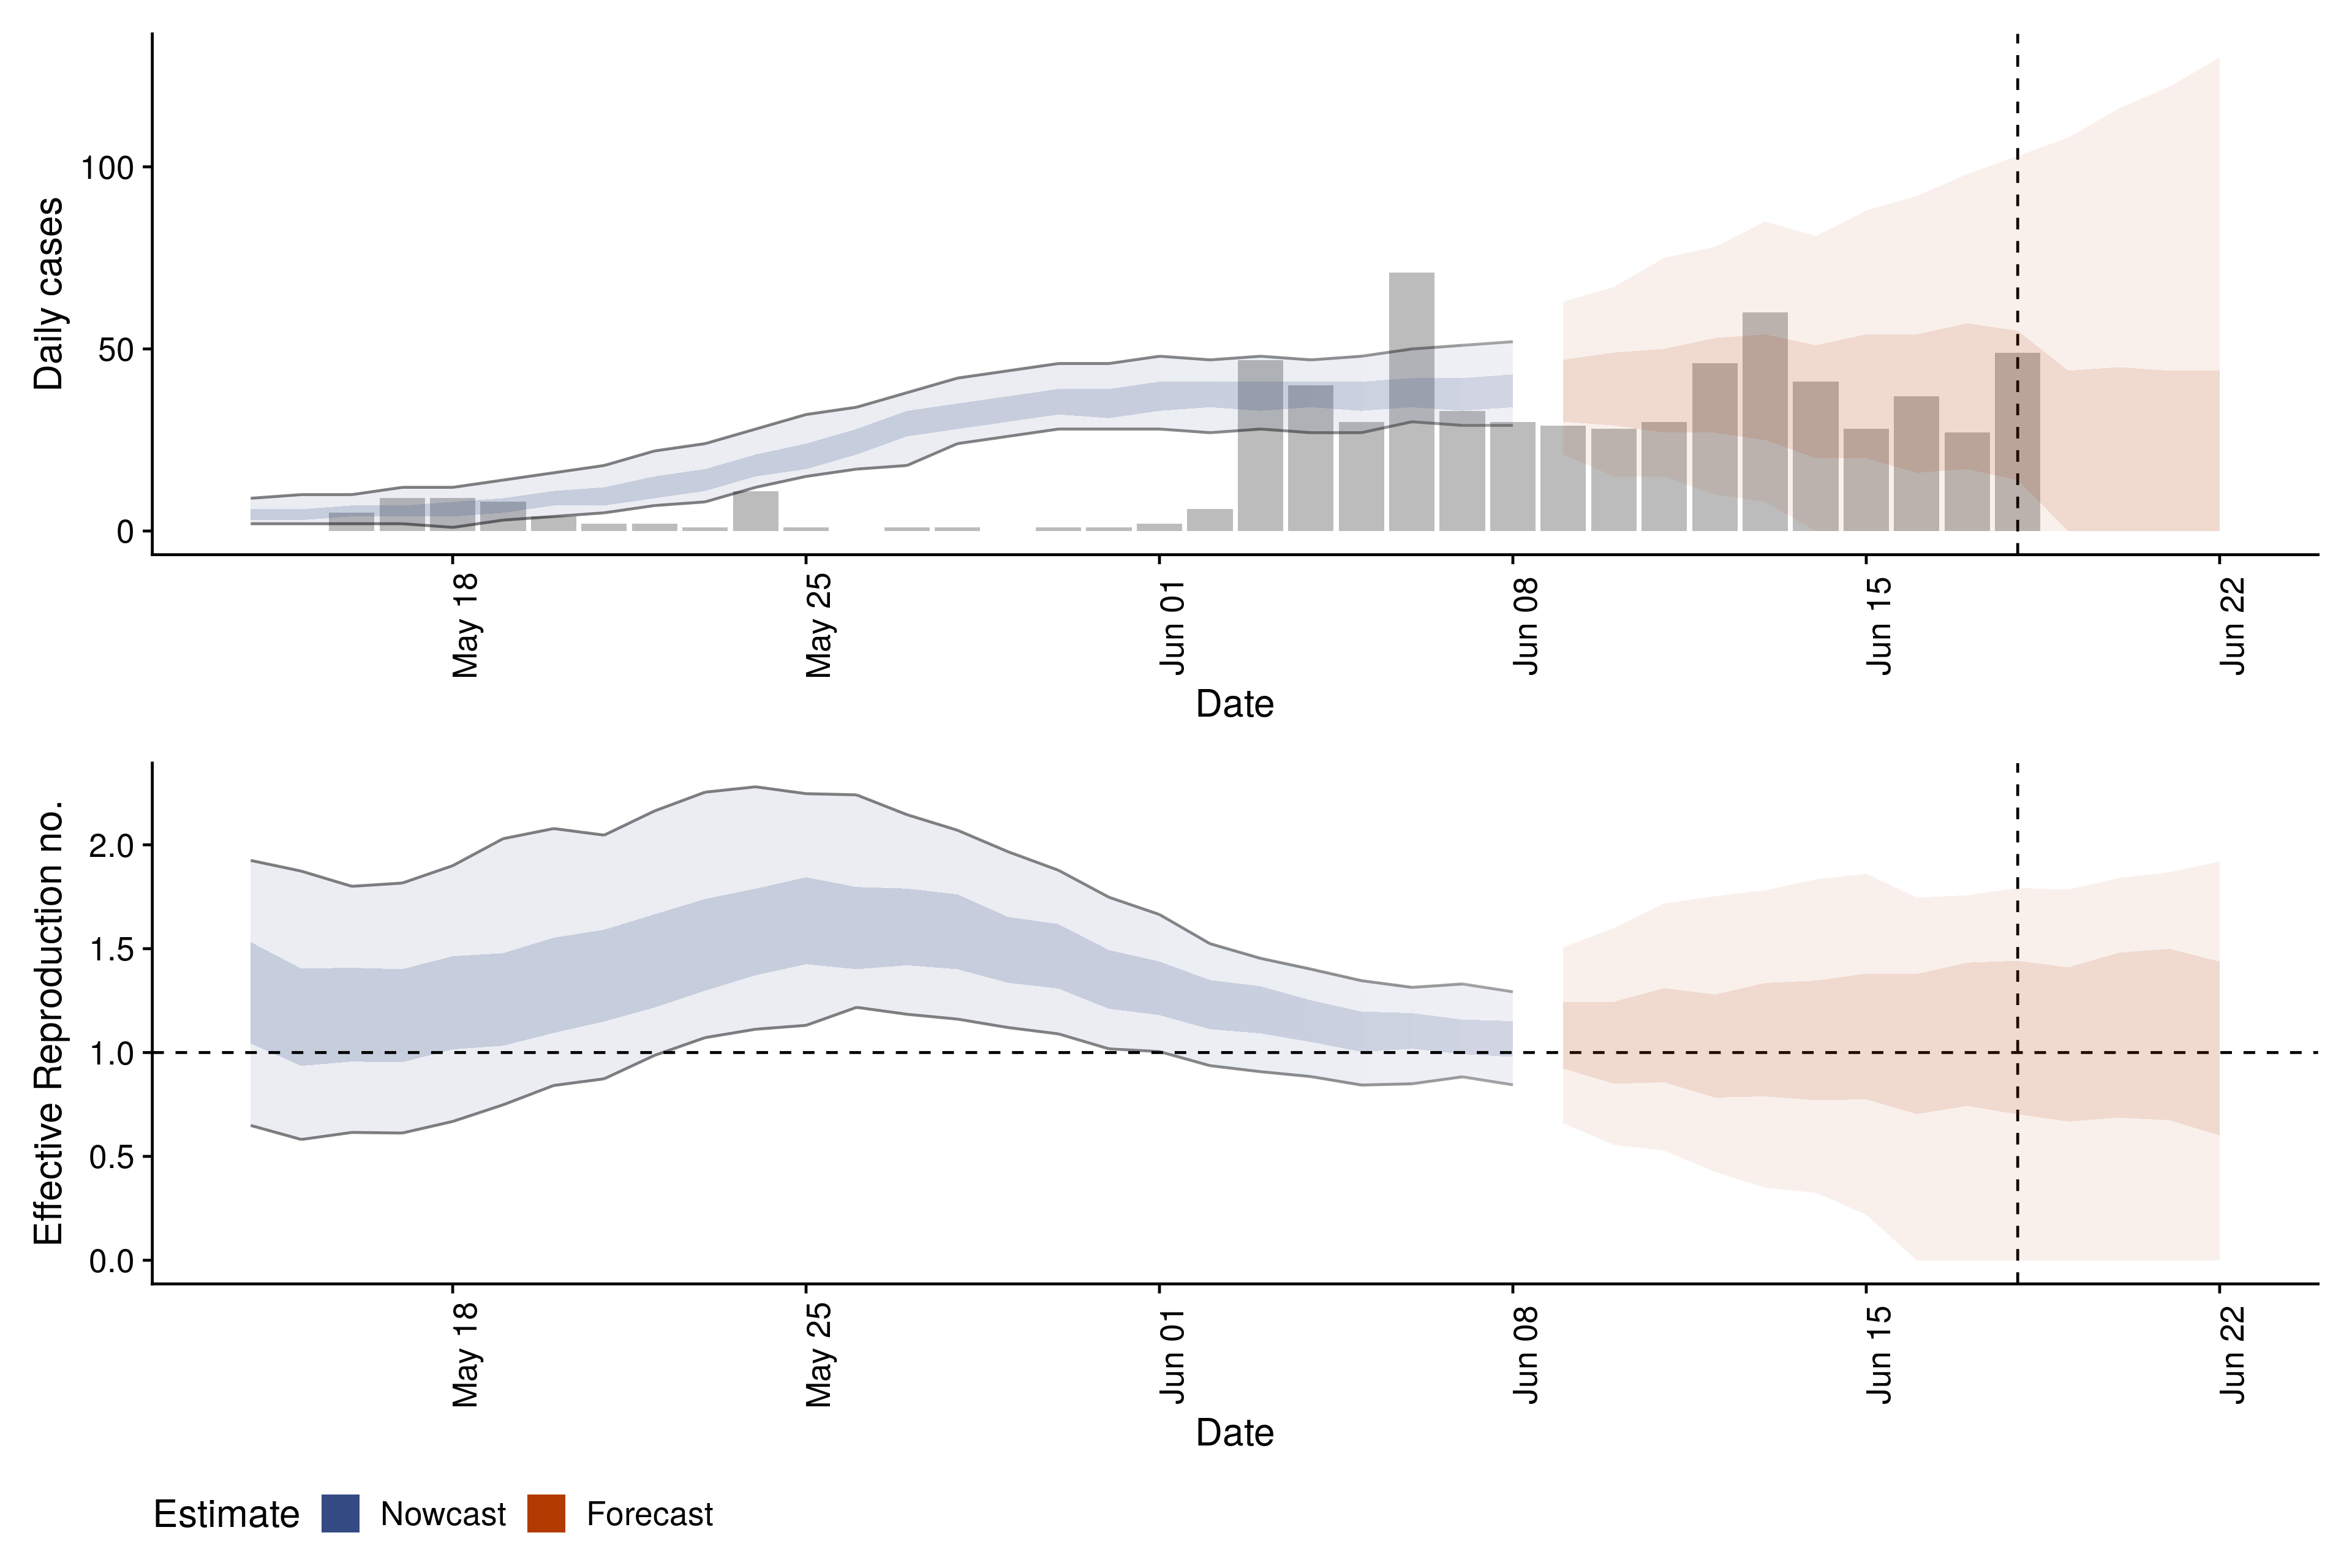 Daily cases
100
50
0
May 18
May 25
Jun 01
Jun 08
Jun 15
Jun 22
Date
Effective Reproduction no.
2.0
1.5
1.0
0.5
0.0
May 18
May 25
Jun 01
Jun 08
Jun 15
Jun 22
Date
Estimate Nowcast Forecast